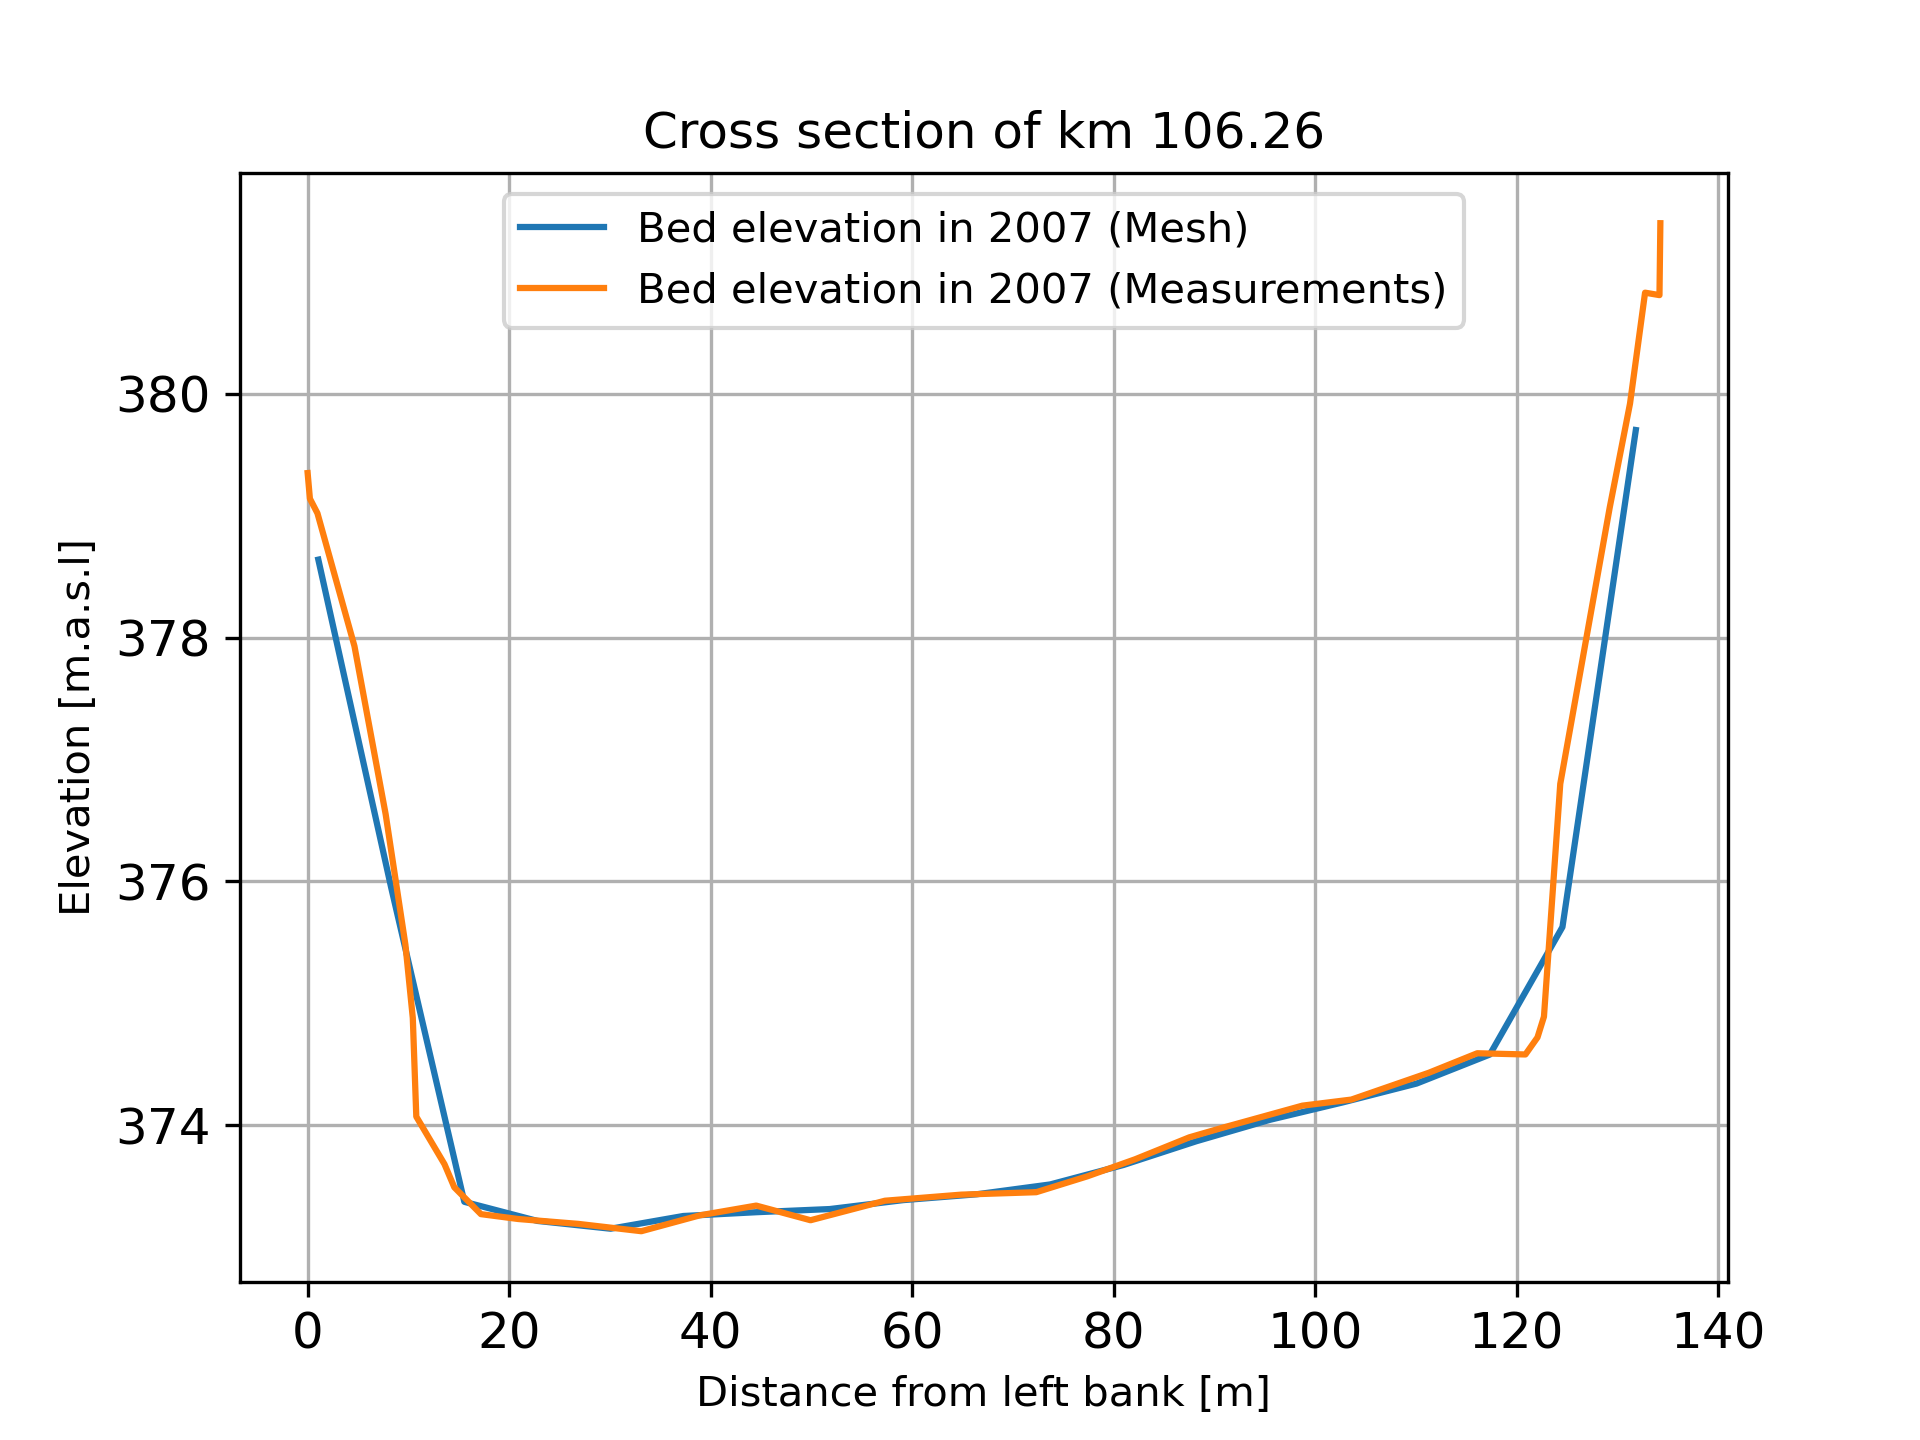 Cross section of km 106.26
Bed elevation in 2007 (Mesh)
Bed elevation in 2007 (Measurements)
Elevation [m.a.s.l]
380
378
376
374
0 20 40 60 80 100 120 140
Distance from left bank [m]